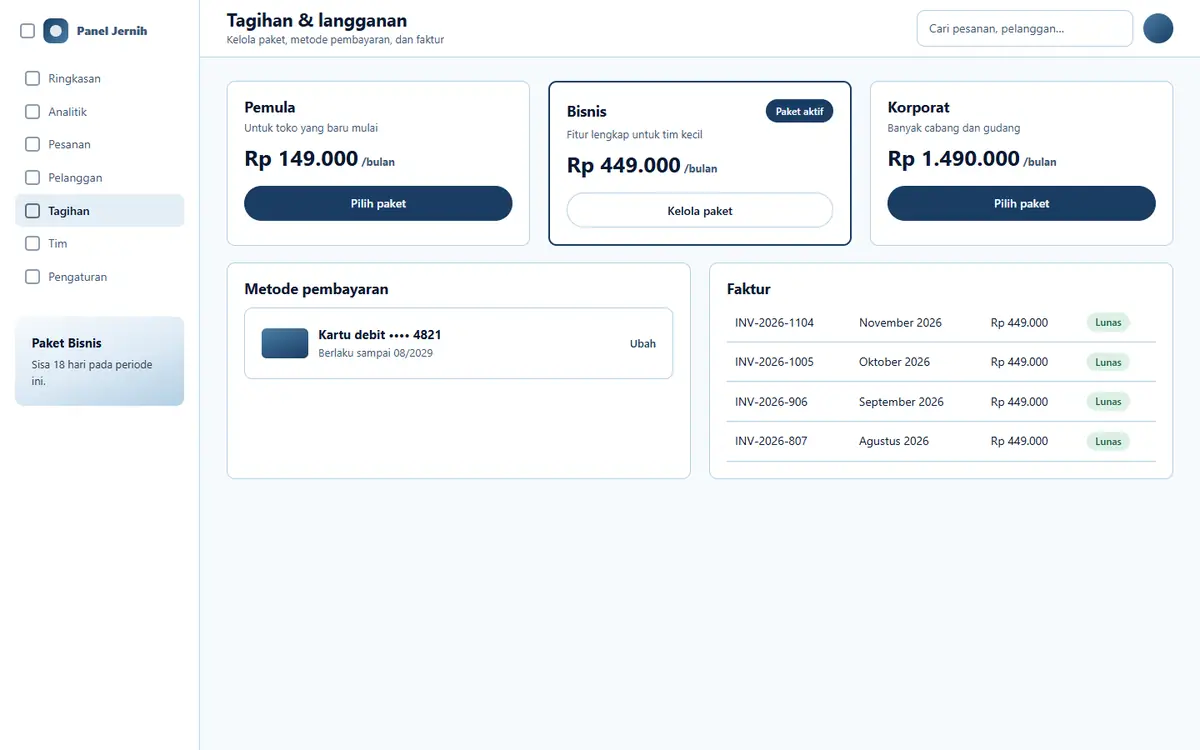 Panel Jernih
Ringkasan
Analitik
Pesanan
Pelanggan
Tagihan
Tim
Pengaturan
Paket Bisnis
Sisa 18 hari pada periode
ini.
Tagihan & langganan
Kelola paket, metode pembayaran, dan faktur
Cari pesanan, pelanggan...
Pemula
Untuk toko yang baru mulai
Rp 149.000 /bulan
Pilih paket
Bisnis
Paket aktif
Fitur lengkap untuk tim kecil
Rp 449.000 /bulan
Kelola paket
Korporat
Banyak cabang dan gudang
Rp 1.490.000 /bulan
Pilih paket
Metode pembayaran
Kartu debit •••• 4821
Berlaku sampai 08/2029
Ubah
Faktur
INV-2026-1104 November 2026 Rp 449.000 Lunas
INV-2026-1005 Oktober 2026 Rp 449.000 Lunas
INV-2026-906 September 2026 Rp 449.000 Lunas
INV-2026-807 Agustus 2026 Rp 449.000 Lunas